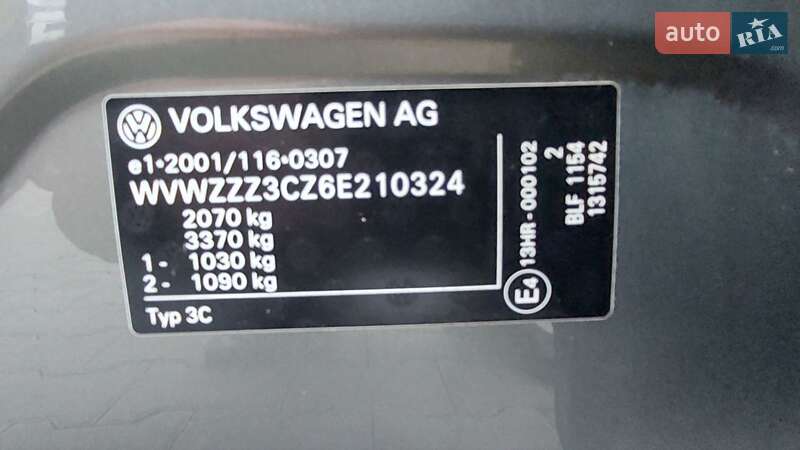 auto RIA.com
VOLKSWAGEN AG
e1*2001/116*0307
WVWZZZ3CZ6E210324
2070 kg
3370 kg
1 - 1030 kg
2 - 1090 kg
Typ 3C
E4 13HR-000102
2
BLF 1154
1315742